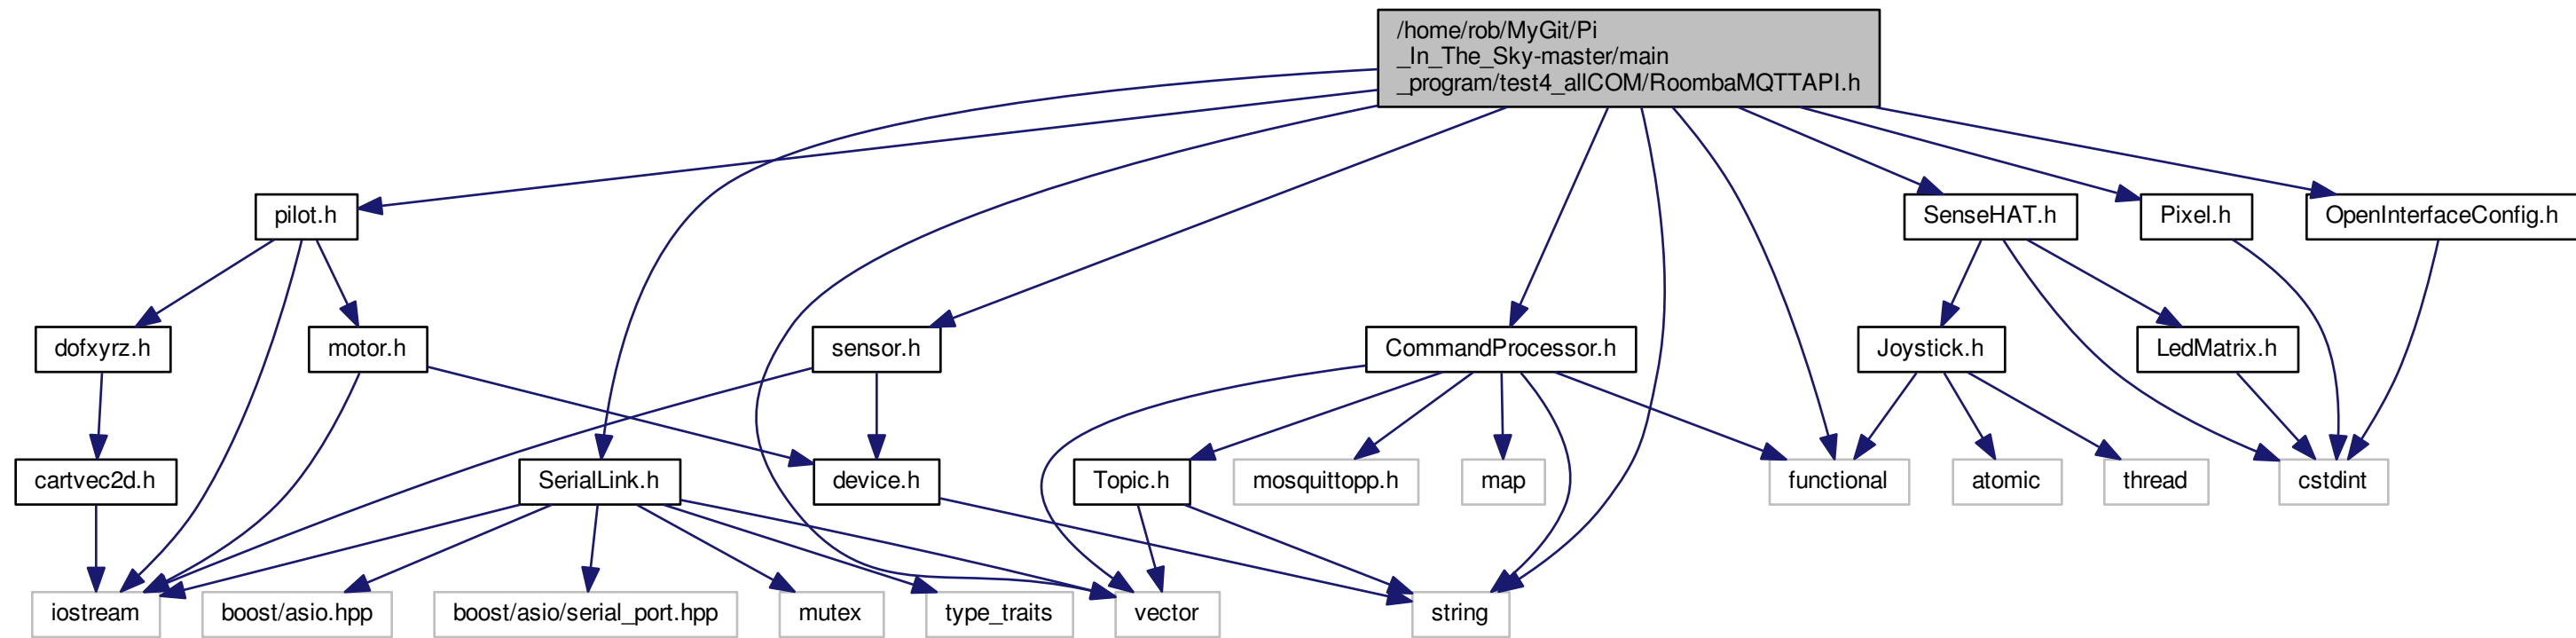 /home/rob/MyGit/Pi
_In_The_Sky-master/main
_program/test4_allCOM/RoombaMQTTAPI.h
pilot.h
SenseHAT.h
Pixel.h
OpenInterfaceConfig.h
dofxyrz.h
motor.h
sensor.h
CommandProcessor.h
Joystick.h
LedMatrix.h
cartvec2d.h
SerialLink.h
device.h
Topic.h
mosquittopp.h
map
functional
atomic
thread
cstdint
iostream
boost/asio.hpp
boost/asio/serial_port.hpp
mutex
type_traits
vector
string